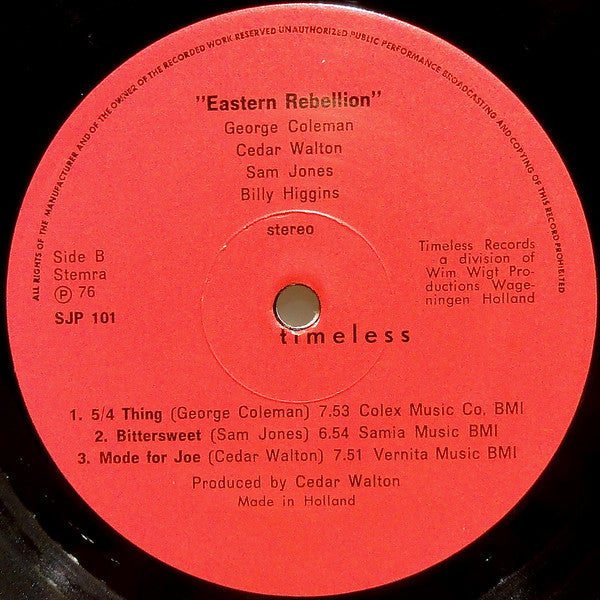 ALL RIGHTS OF THE MANUFACTURER AND OF THE OWNER OF THE RECORDED WORK RESERVED UNAUTHORIZED PUBLIC PERFORMANCE BROADCASTING AND COPYING OF THIS RECORD PROHIBITED
"Eastern Rebellion"
George Coleman
Cedar Walton
Sam Jones
Billy Higgins
stereo
Side B
Stemra
Ⓟ 76
SJP 101
Timeless Records
a division of
Wim Wigt Pro-
ductions Wage-
ningen Holland
timeless
1. 5/4 Thing (George Coleman) 7.53 Colex Music Co. BMI
2. Bittersweet (Sam Jones) 6.54 Samia Music BMI
3. Mode for Joe (Cedar Walton) 7.51 Vernita Music BMI
Produced by Cedar Walton
Made in Holland